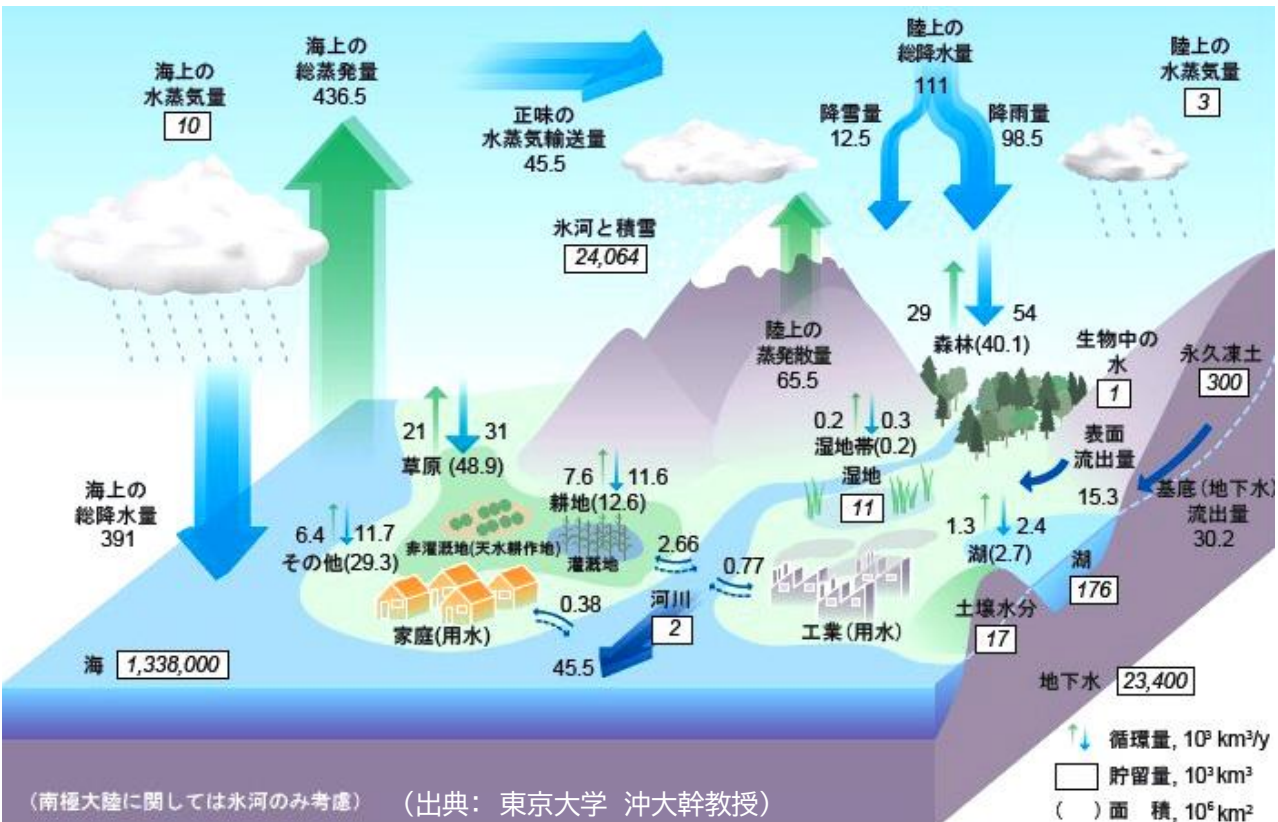 海上の
水蒸気量
10
海上の
総蒸発量
436.5
正味の
水蒸気輸送量
45.5
陸上の
総降水量
111
降雪量
12.5
降雨量
98.5
陸上の
水蒸気量
3
氷河と積雪
24,064
陸上の
蒸発散量
65.5
29 54
森林(40.1)
生物中の
水
1
永久凍土
300
0.2 0.3
湿地帯(0.2)
湿地
11
表面
流出量
15.3
基底(地下水)
流出量
30.2
21 31
草原(48.9)
7.6 11.6
耕地(12.6)
1.3 2.4
湖(2.7)
湖
176
海上の
総降水量
391
6.4 11.7
その他(29.3)
非灌漑地(天水耕作地)
灌漑地
2.66
0.77
0.38
河川
2
家庭(用水)
工業(用水)
土壌水分
17
45.5
海 1,338,000
地下水 23,400
循環量, 10³ km³/y
貯留量, 10³ km³
( )面 積, 10⁶ km²
(南極大陸に関しては氷河のみ考慮) (出典: 東京大学 沖大幹教授)